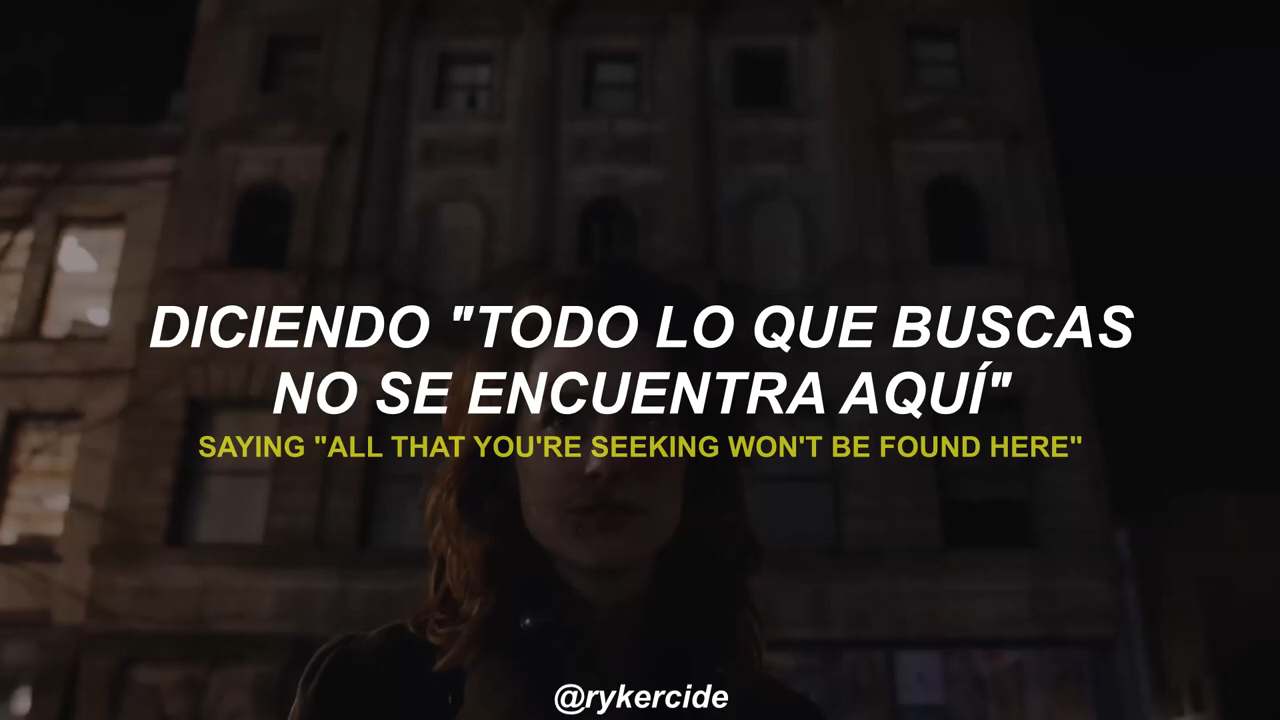 DICIENDO "TODO LO QUE BUSCAS
NO SE ENCUENTRA AQUÍ"
SAYING "ALL THAT YOU'RE SEEKING WON'T BE FOUND HERE"
@rykercide